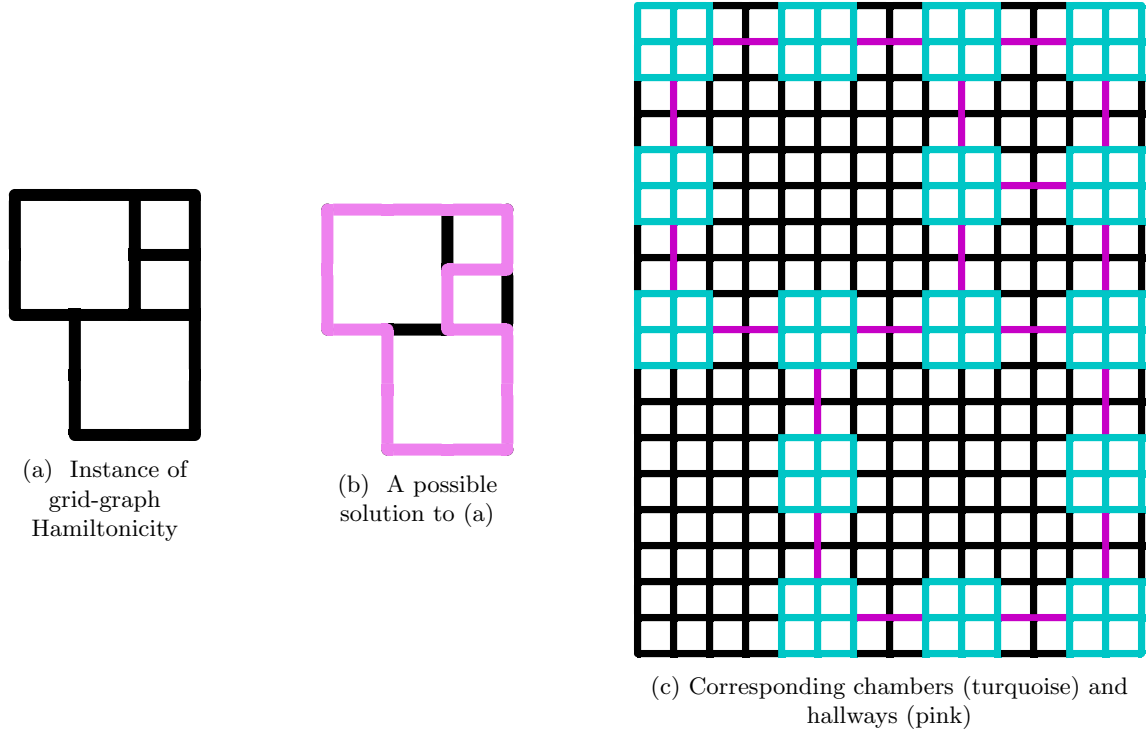 (a) Instance of
grid-graph
Hamiltonicity
(b) A possible
solution to (a)
(c) Corresponding chambers (turquoise) and
hallways (pink)